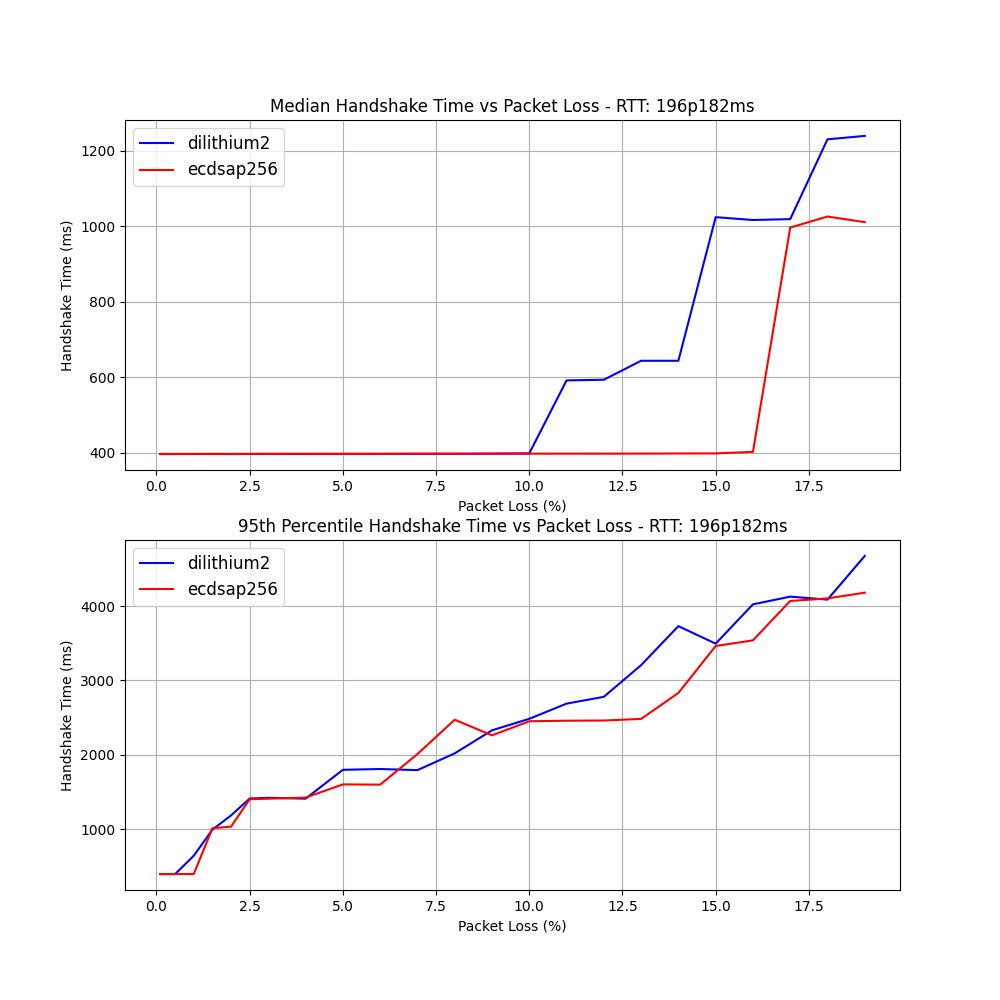 Median Handshake Time vs Packet Loss - RTT: 196p182ms
dilithium2
ecdsap256
Handshake Time (ms)
1200
1000
800
600
400
0.0 2.5 5.0 7.5 10.0 12.5 15.0 17.5
Packet Loss (%)
95th Percentile Handshake Time vs Packet Loss - RTT: 196p182ms
dilithium2
ecdsap256
Handshake Time (ms)
4000
3000
2000
1000
0.0 2.5 5.0 7.5 10.0 12.5 15.0 17.5
Packet Loss (%)